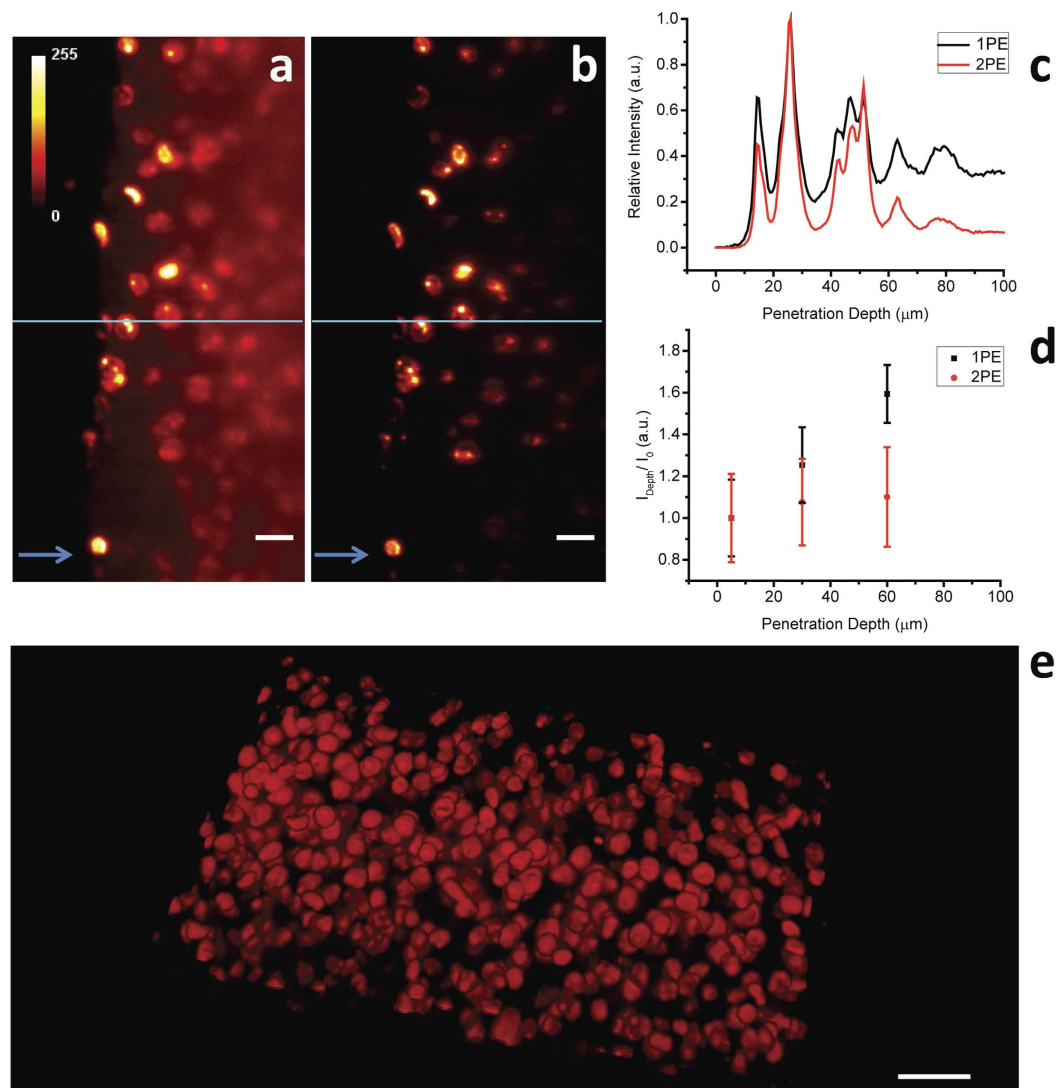 255
0
a
b
c
1.0
0.8
0.6
0.4
0.2
0.0
Relative Intensity (a.u.)
1PE
2PE
0 20 40 60 80 100
Penetration Depth (μm)
d
1.8
1.6
1.4
1.2
1.0
0.8
I_Depth/ I_0 (a.u.)
1PE
2PE
0 20 40 60 80 100
Penetration Depth (μm)
e